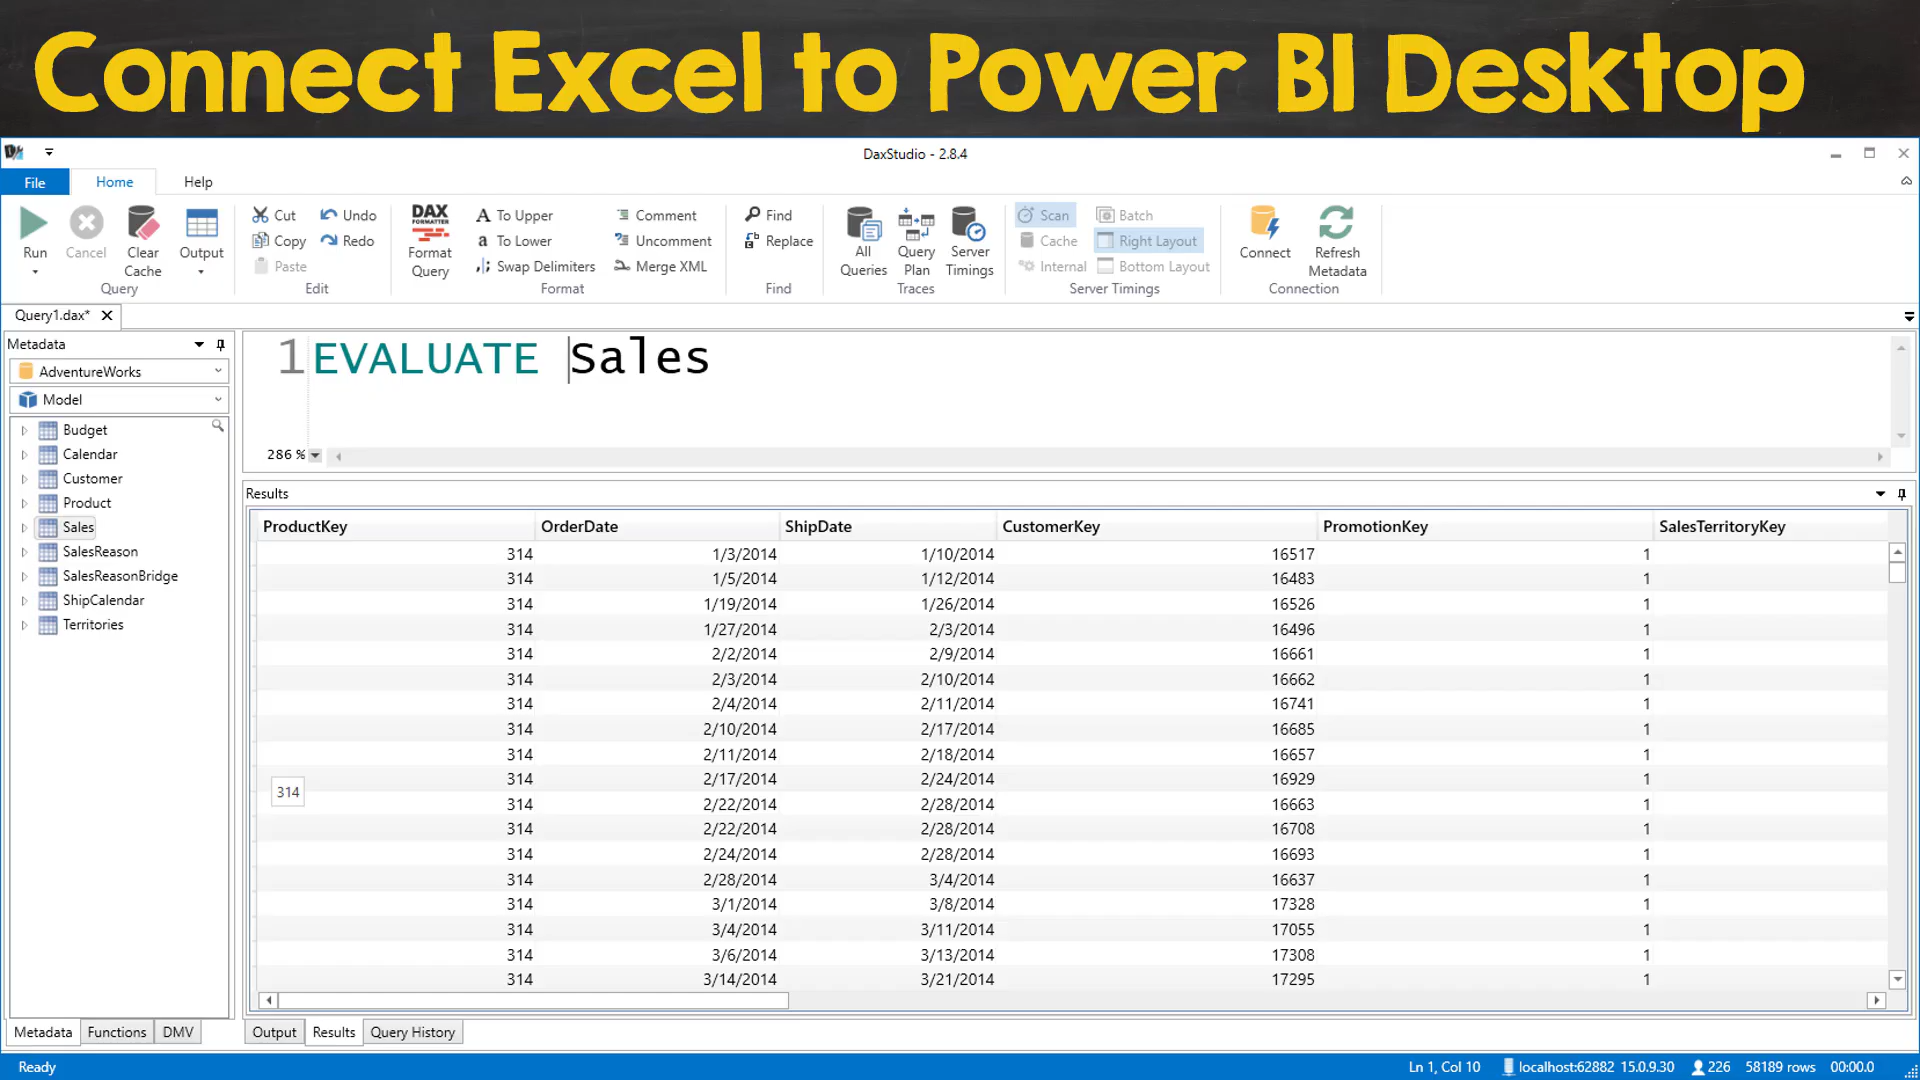 Connect Excel to Power BI Desktop
DaxStudio - 2.8.4
File Home Help
Run Cancel Clear Cache Output
Query
Cut Undo
Copy Redo
Paste
Edit
DAX FORMATTER
Format Query
To Upper Comment
To Lower Uncomment
Swap Delimiters Merge XML
Format
Find
Replace
Find
All Queries Query Plan Server Timings
Traces
Scan Batch
Cache Right Layout
Internal Bottom Layout
Server Timings
Connect Refresh Metadata
Connection
Query1.dax*
Metadata
AdventureWorks
Model
Budget
Calendar
Customer
Product
Sales
SalesReason
SalesReasonBridge
ShipCalendar
Territories
1 EVALUATE Sales
286 %
Results
ProductKey OrderDate ShipDate CustomerKey PromotionKey SalesTerritoryKey
314 1/3/2014 1/10/2014 16517 1
314 1/5/2014 1/12/2014 16483 1
314 1/19/2014 1/26/2014 16526 1
314 1/27/2014 2/3/2014 16496 1
314 2/2/2014 2/9/2014 16661 1
314 2/3/2014 2/10/2014 16662 1
314 2/4/2014 2/11/2014 16741 1
314 2/10/2014 2/17/2014 16685 1
314 2/11/2014 2/18/2014 16657 1
314 2/17/2014 2/24/2014 16929 1
314
314 2/22/2014 2/28/2014 16663 1
314 2/22/2014 2/28/2014 16708 1
314 2/24/2014 2/28/2014 16693 1
314 2/28/2014 3/4/2014 16637 1
314 3/1/2014 3/8/2014 17328 1
314 3/4/2014 3/11/2014 17055 1
314 3/6/2014 3/13/2014 17308 1
314 3/14/2014 3/21/2014 17295 1
Metadata Functions DMV
Output Results Query History
Ready
Ln 1, Col 10 localhost:62882 15.0.9.30 226 58189 rows 00:00.0